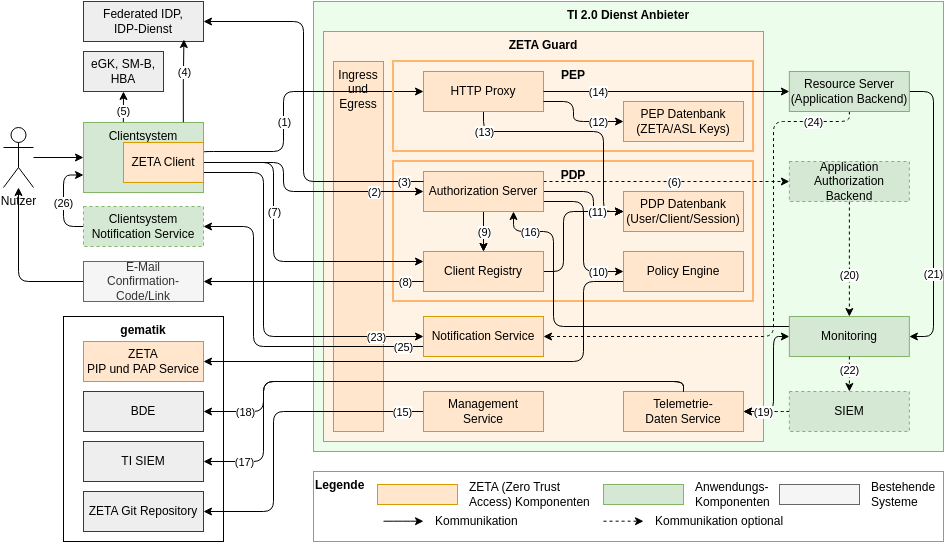 Federated IDP,
IDP-Dienst
eGK, SM-B,
HBA
(4)
(5)
Clientsystem
ZETA Client
Nutzer
(26)
Clientsystem
Notification Service
E-Mail
Confirmation-
Code/Link
gematik
ZETA
PIP und PAP Service
BDE
TI SIEM
ZETA Git Repository
TI 2.0 Dienst Anbieter
ZETA Guard
Ingress
und
Egress
PEP
HTTP Proxy
PEP Datenbank
(ZETA/ASL Keys)
(1)
(2)
(3)
(7)
(12)
(13)
(14)
PDP
Authorization Server
PDP Datenbank
(User/Client/Session)
(6)
(9)
(16)
(11)
(10)
(8)
Client Registry
Policy Engine
Notification Service
(23)
(25)
Management
Service
(15)
Telemetrie-
Daten Service
(18)
(17)
(19)
Resource Server
(Application Backend)
(24)
Application
Authorization
Backend
(20)
(21)
Monitoring
(22)
SIEM
Legende
ZETA (Zero Trust
Access) Komponenten
Anwendungs-
Komponenten
Bestehende
Systeme
Kommunikation
Kommunikation optional